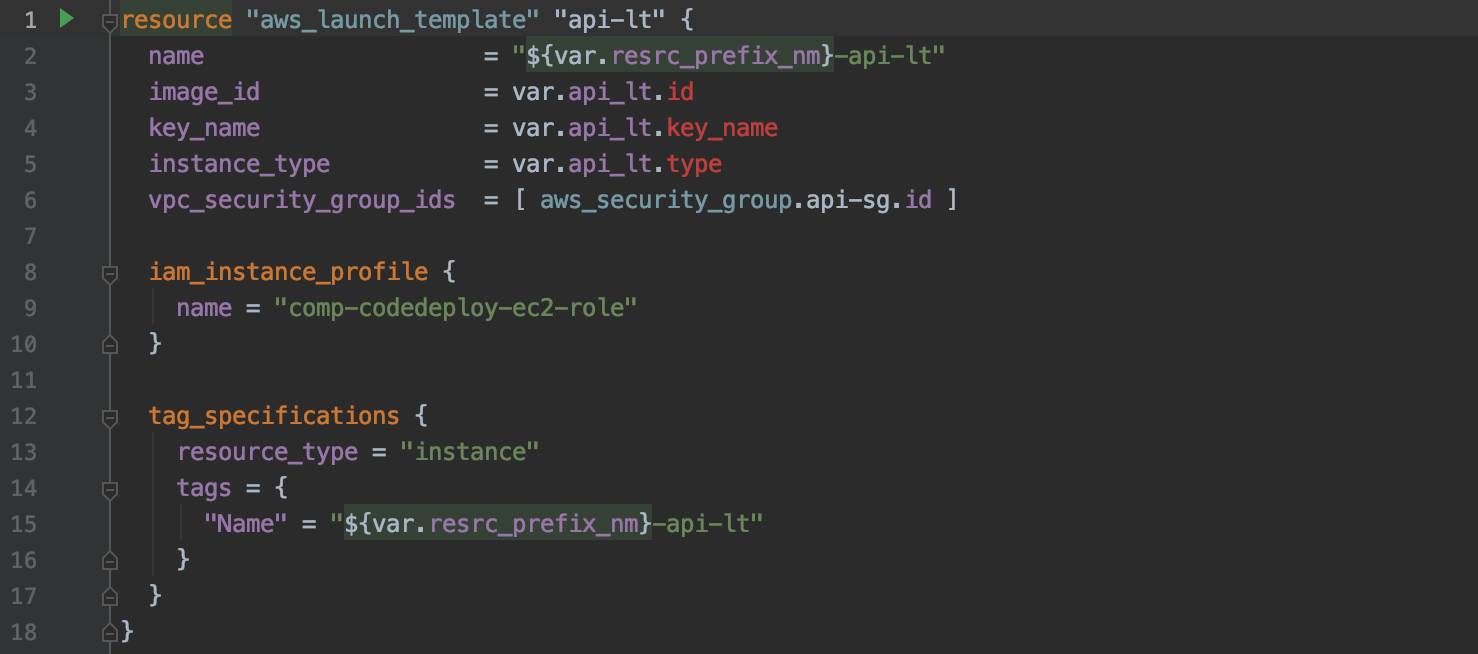 1 resource "aws_launch_template" "api-lt" {
2   name                    = "${var.resrc_prefix_nm}-api-lt"
3   image_id                = var.api_lt.id
4   key_name                = var.api_lt.key_name
5   instance_type           = var.api_lt.type
6   vpc_security_group_ids  = [ aws_security_group.api-sg.id ]
7
8   iam_instance_profile {
9     name = "comp-codedeploy-ec2-role"
10   }
11
12   tag_specifications {
13     resource_type = "instance"
14     tags = {
15       "Name" = "${var.resrc_prefix_nm}-api-lt"
16     }
17   }
18 }